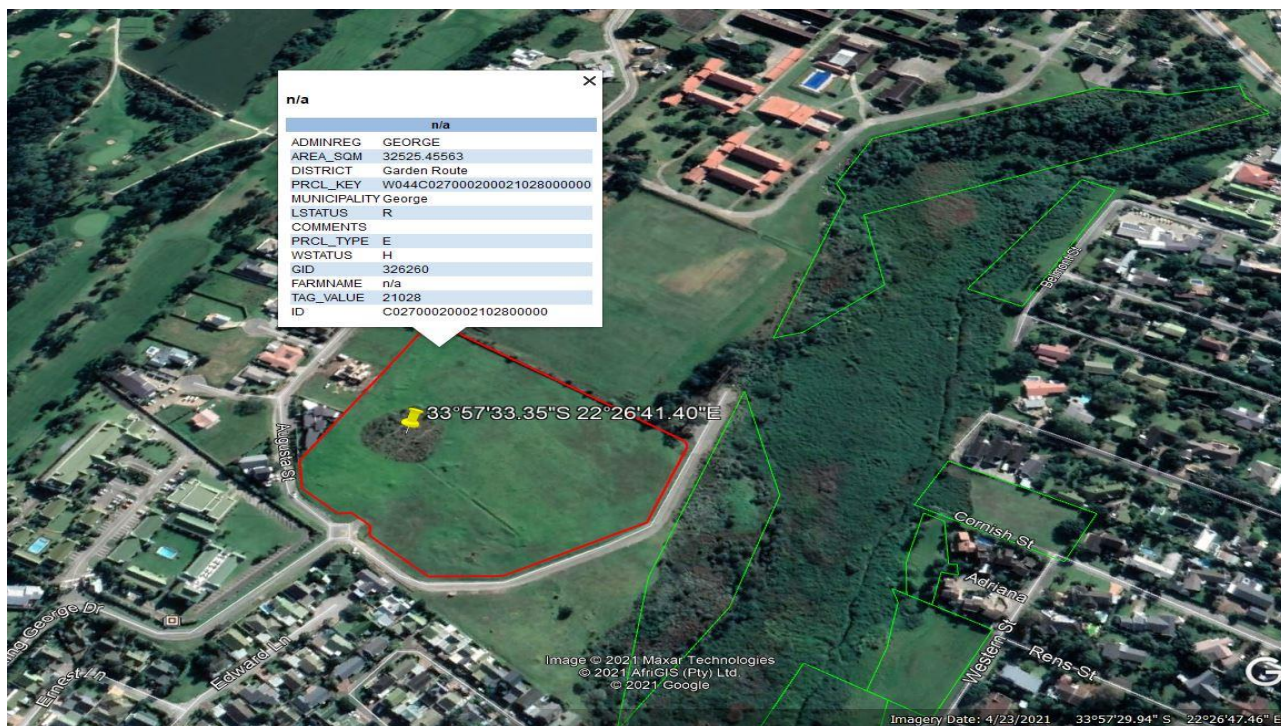 n/a
n/a
ADMINREG GEORGE
AREA_SQM 32525.45563
DISTRICT Garden Route
PRCL_KEY W044C027000200021028000000
MUNICIPALITY George
LSTATUS R
COMMENTS
PRCL_TYPE E
WSTATUS H
GID 326260
FARMNAME n/a
TAG_VALUE 21028
ID C02700020002102800000
33°57'33.35"S 22°26'41.40"E
Belmont St
Augusta St
Cornish St
Adriana
Western St
Rens St
George Dr
Edward Ln
Ernest Ln
Image © 2021 Maxar Technologies
© 2021 AfriGIS (Pty) Ltd.
© 2021 Google
G
Imagery Date: 4/23/2021 33°57'29.94" S 22°26'47.46"